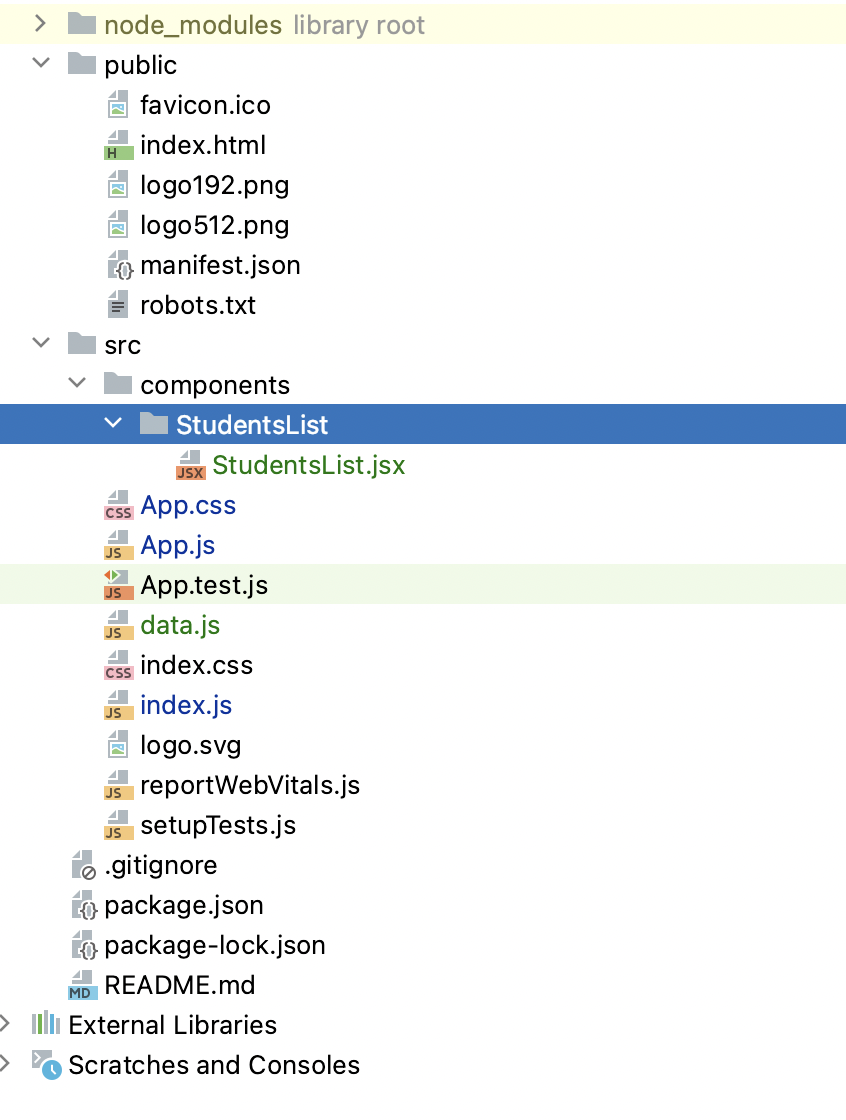 node_modules library root
public
favicon.ico
H index.html
logo192.png
logo512.png
manifest.json
robots.txt
src
components
StudentsList
JSX StudentsList.jsx
CSS App.css
JS App.js
JS App.test.js
JS data.js
CSS index.css
JS index.js
logo.svg
JS reportWebVitals.js
JS setupTests.js
.gitignore
package.json
package-lock.json
MD README.md
External Libraries
Scratches and Consoles